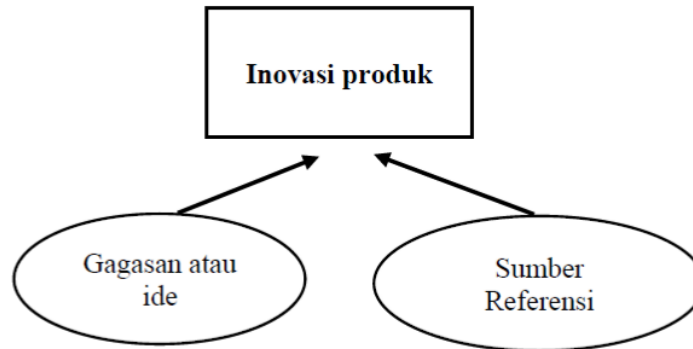 Inovasi produk
Gagasan atau
ide
Sumber
Referensi